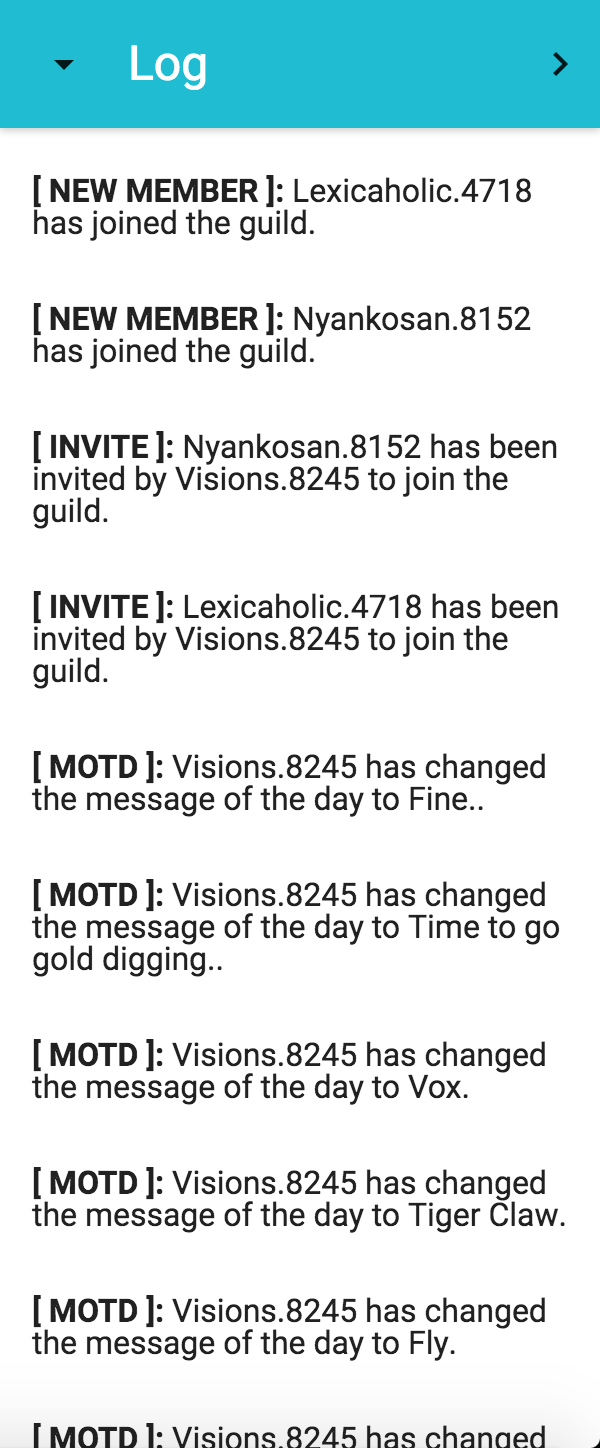 Log
[ NEW MEMBER ]: Lexicaholic.4718
has joined the guild.
[ NEW MEMBER ]: Nyankosan.8152
has joined the guild.
[ INVITE ]: Nyankosan.8152 has been
invited by Visions.8245 to join the
guild.
[ INVITE ]: Lexicaholic.4718 has been
invited by Visions.8245 to join the
guild.
[ MOTD ]: Visions.8245 has changed
the message of the day to Fine..
[ MOTD ]: Visions.8245 has changed
the message of the day to Time to go
gold digging..
[ MOTD ]: Visions.8245 has changed
the message of the day to Vox.
[ MOTD ]: Visions.8245 has changed
the message of the day to Tiger Claw.
[ MOTD ]: Visions.8245 has changed
the message of the day to Fly.
[ MOTD ]: Visions.8245 has changed